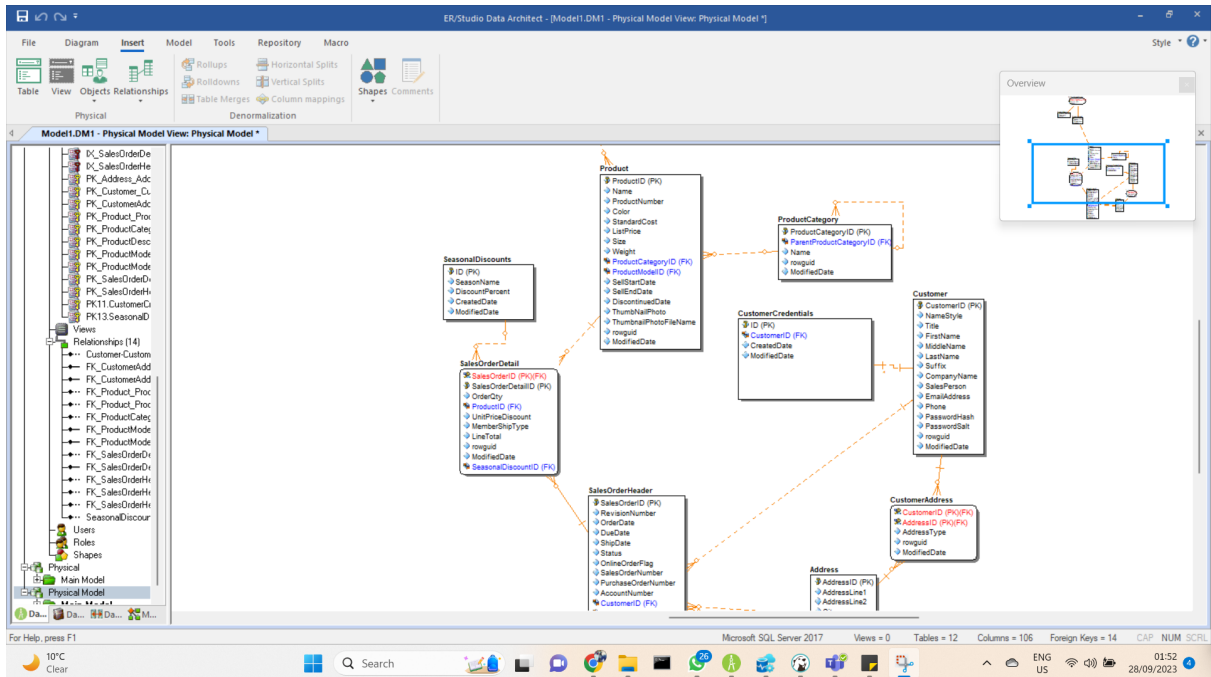 ER/Studio Data Architect - [Model1.DM1 - Physical Model View: Physical Model *]
File Diagram Insert Model Tools Repository Macro Style
Rollups Horizontal Splits
Rolldowns Vertical Splits
Table Merges Column mappings
Table View Objects Relationships Shapes Comments
Physical Denormalization
Overview
Model1.DM1 - Physical Model View: Physical Model *
IX_SalesOrderDe
IX_SalesOrderHe
PK_Address_Adc
PK_Customer_Cu
PK_CustomerAdc
PK_Product_Proc
PK_ProductCateg
PK_ProductDesc
PK_ProductMode
PK_ProductMode
PK_SalesOrderD
PK_SalesOrderH
PK11.CustomerC
PK13.SeasonalD
Views
Relationships (14)
Customer-Custom
FK_CustomerAdd
FK_CustomerAdd
FK_Product_Proc
FK_Product_Proc
FK_ProductCateg
FK_ProductMode
FK_ProductMode
FK_SalesOrderDe
FK_SalesOrderDe
FK_SalesOrderHe
FK_SalesOrderHe
FK_SalesOrderHe
SeasonalDiscour
Users
Roles
Shapes
Physical
Main Model
Physical Model
Main Model
Da... Da... Da... M...
Product
ProductID (PK)
Name
ProductNumber
Color
StandardCost
ListPrice
Size
Weight
ProductCategoryID (FK)
ProductModelID (FK)
SellStartDate
SellEndDate
DiscontinuedDate
ThumbNailPhoto
ThumbnailPhotoFileName
rowguid
ModifiedDate
ProductCategory
ProductCategoryID (PK)
ParentProductCategoryID (FK)
Name
rowguid
ModifiedDate
SeasonalDiscounts
ID (PK)
SeasonName
DiscountPercent
CreatedDate
ModifiedDate
CustomerCredentials
ID (PK)
CustomerID (FK)
CreatedDate
ModifiedDate
Customer
CustomerID (PK)
NameStyle
Title
FirstName
MiddleName
LastName
Suffix
CompanyName
SalesPerson
EmailAddress
Phone
PasswordHash
PasswordSalt
rowguid
ModifiedDate
SalesOrderDetail
SalesOrderID (PK)(FK)
SalesOrderDetailID (PK)
OrderQty
ProductID (FK)
UnitPriceDiscount
MemberShipType
LineTotal
rowguid
ModifiedDate
SeasonalDiscountID (FK)
SalesOrderHeader
SalesOrderID (PK)
RevisionNumber
OrderDate
DueDate
ShipDate
Status
OnlineOrderFlag
SalesOrderNumber
PurchaseOrderNumber
AccountNumber
CustomerID (FK)
CustomerAddress
CustomerID (PK)(FK)
AddressID (PK)(FK)
AddressType
rowguid
ModifiedDate
Address
AddressID (PK)
AddressLine1
AddressLine2
For Help, press F1 Microsoft SQL Server 2017 Views = 0 Tables = 12 Columns = 106 Foreign Keys = 14 CAP NUM SCRL
10°C
Clear
Search
26
ENG
US
01:52
28/09/2023
4